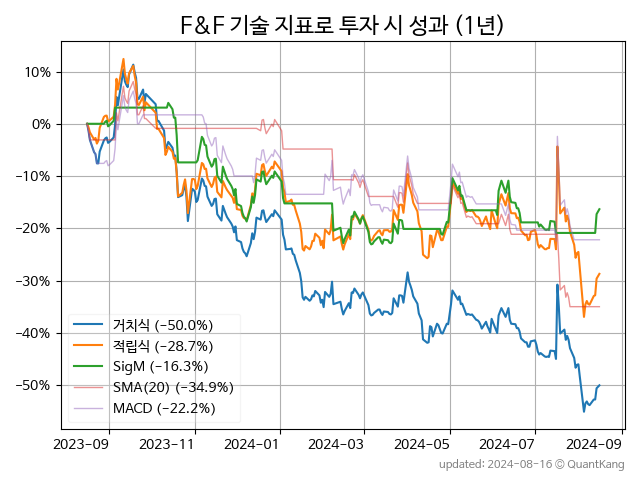 F&F 기술 지표로 투자 시 성과 (1년)
10%
0%
−10%
−20%
−30%
−40%
−50%
거치식 (−50.0%)
적립식 (−28.7%)
SigM (−16.3%)
SMA(20) (−34.9%)
MACD (−22.2%)
2023-09 2023-11 2024-01 2024-03 2024-05 2024-07 2024-09
updated: 2024-08-16 © QuantKang